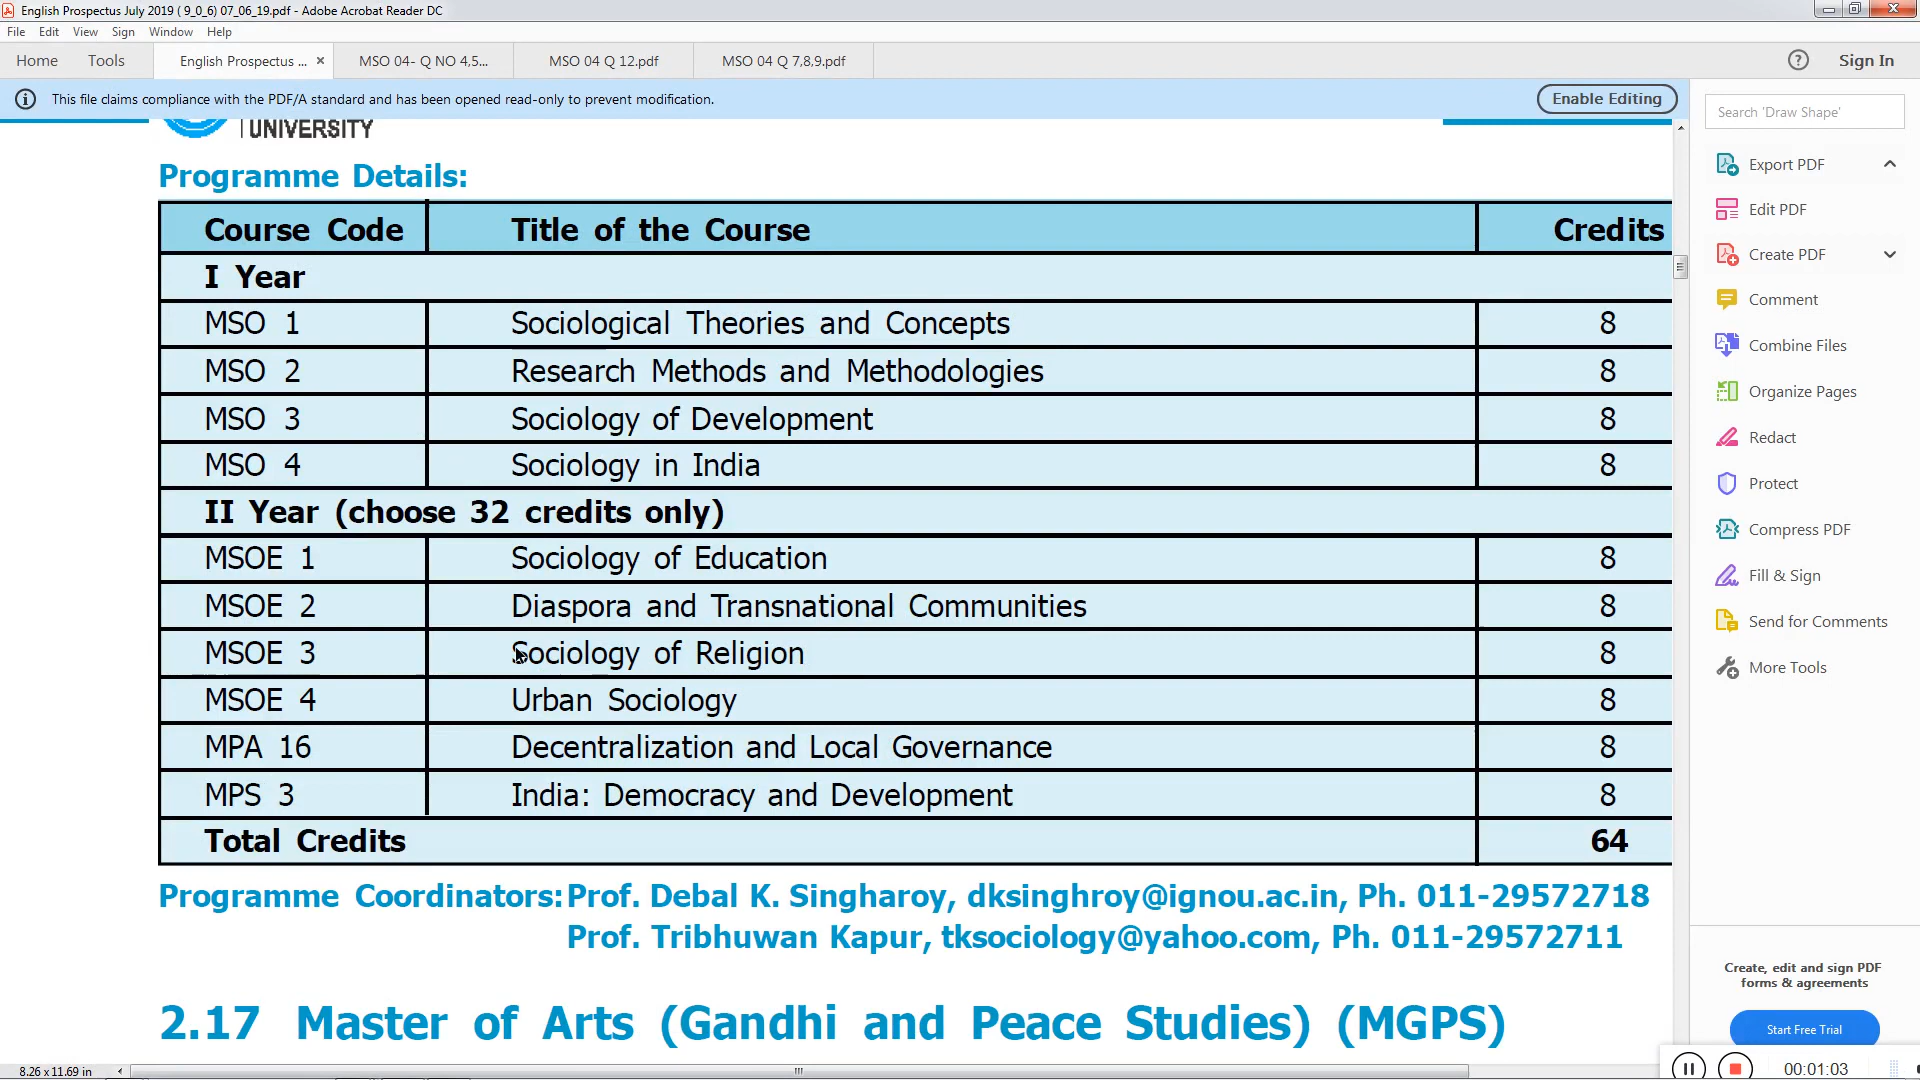 English Prospectus July 2019 ( 9_0_6) 07_06_19.pdf - Adobe Acrobat Reader DC
File Edit View Sign Window Help
Home Tools English Prospectus ... × MSO 04- Q NO 4,5... MSO 04 Q 12.pdf MSO 04 Q 7,8,9.pdf ? Sign In
This file claims compliance with the PDF/A standard and has been opened read-only to prevent modification. Enable Editing
UNIVERSITY
Programme Details:
Course Code Title of the Course Credits
I Year
MSO 1 Sociological Theories and Concepts 8
MSO 2 Research Methods and Methodologies 8
MSO 3 Sociology of Development 8
MSO 4 Sociology in India 8
II Year (choose 32 credits only)
MSOE 1 Sociology of Education 8
MSOE 2 Diaspora and Transnational Communities 8
MSOE 3 Sociology of Religion 8
MSOE 4 Urban Sociology 8
MPA 16 Decentralization and Local Governance 8
MPS 3 India: Democracy and Development 8
Total Credits 64
Programme Coordinators: Prof. Debal K. Singharoy, dksinghroy@ignou.ac.in, Ph. 011-29572718
Prof. Tribhuwan Kapur, tksociology@yahoo.com, Ph. 011-29572711
2.17 Master of Arts (Gandhi and Peace Studies) (MGPS)
8.26 x 11.69 in
Search 'Draw Shape'
Export PDF
Edit PDF
Create PDF
Comment
Combine Files
Organize Pages
Redact
Protect
Compress PDF
Fill & Sign
Send for Comments
More Tools
Create, edit and sign PDF
forms & agreements
Start Free Trial
00:01:03